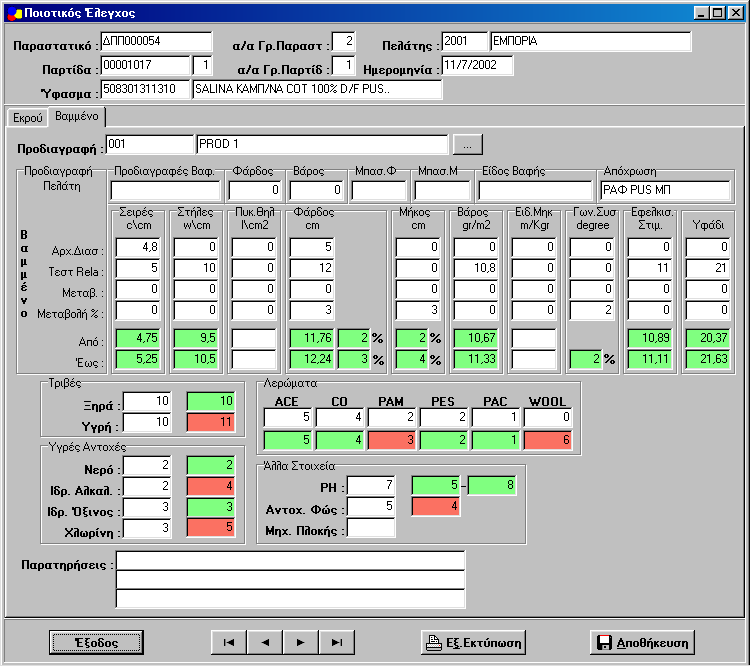 Ποιοτικός Έλεγχος
Παραστατικό : ΔΠΠ000054 α/α Γρ.Παραστ : 2 Πελάτης : 2001 ΕΜΠΟΡΙΑ
Παρτίδα : 00001017 1 α/α Γρ.Παρτίδ : 1 Ημερομηνία : 11/7/2002
Ύφασμα : 508301311310 SALINA ΚΑΜΠ/ΝΑ COT 100% D/F PUS..
Εκρού Βαμμένο
Προδιαγραφή : 001 PROD 1 ...
Προδιαγραφή Πελάτη Προδιαγραφές Βαφ. Φάρδος Βάρος Μπασ.Φ Μπασ.Μ Είδος Βαφής Απόχρωση
0 0 ΡΑΦ PUS ΜΠ
Βαμμένο
Σειρές Στήλες Πυκ.Θηλ Φάρδος Μήκος Βάρος Ειδ.Μηκ Γων.Συσ Εφελκισ. Υφάδι
c\cm w\cm l\cm2 cm cm gr/m2 m/Kgr degree Στιμ.
Αρχ.Διασ : 4,8 0 0 5 0 0 0 0 0 0
Τεστ Rela : 5 10 0 12 0 10,8 0 0 11 21
Μεταβ. : 0 0 0 0 0 0 0 0 0 0
Μεταβολή % : 0 0 0 3 3 0 0 2 0 0
Από : 4,75 9,5 11,76 2 % 2 % 10,67 10,89 20,37
Έως : 5,25 10,5 12,24 3 % 4 % 11,33 2 % 11,11 21,63
Τριβές
Ξηρά : 10 10
Υγρή : 10 11
Λερώματα
ACE CO PAM PES PAC WOOL
5 4 2 2 1 0
5 4 3 2 1 6
Υγρές Αντοχές
Νερό : 2 2
Ιδρ. Αλκαλ. : 2 4
Ιδρ. Όξινος : 3 3
Χλωρίνη : 3 5
Άλλα Στοιχεία
PH : 7 5 - 8
Αντοχ. Φώς : 5 4
Μηχ. Πλοκής :
Παρατηρήσεις :
Έξοδος Εξ.Εκτύπωση Αποθήκευση